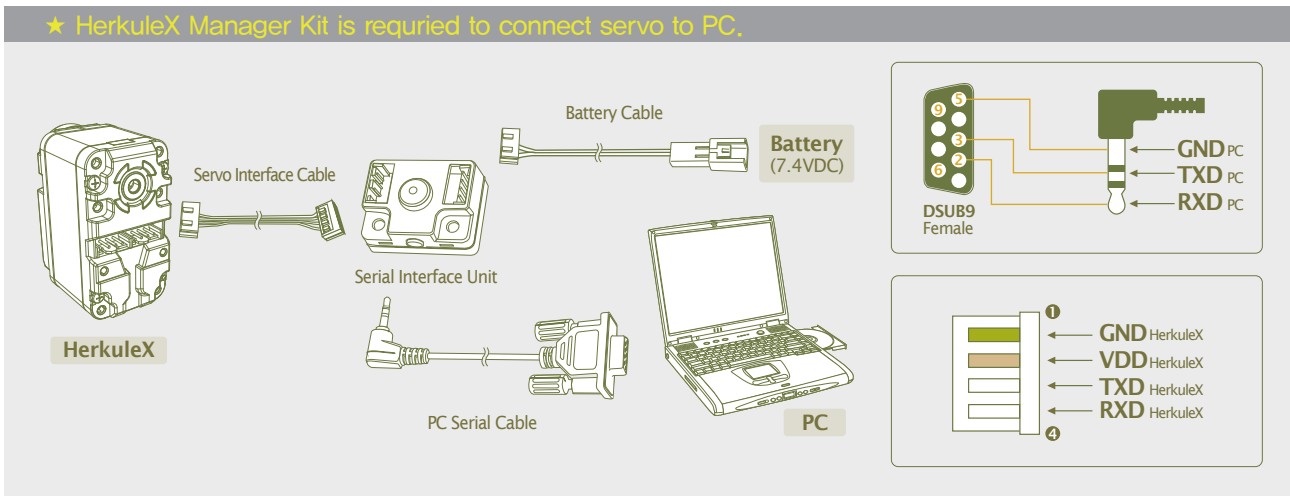 ★ HerkuleX Manager Kit is requried to connect servo to PC.
Battery Cable
Battery
(7.4VDC)
Servo Interface Cable
Serial Interface Unit
HerkuleX
PC Serial Cable
PC
5
9
3
2
6
DSUB9
Female
GND PC
TXD PC
RXD PC
❶
GND HerkuleX
VDD HerkuleX
TXD HerkuleX
RXD HerkuleX
❹